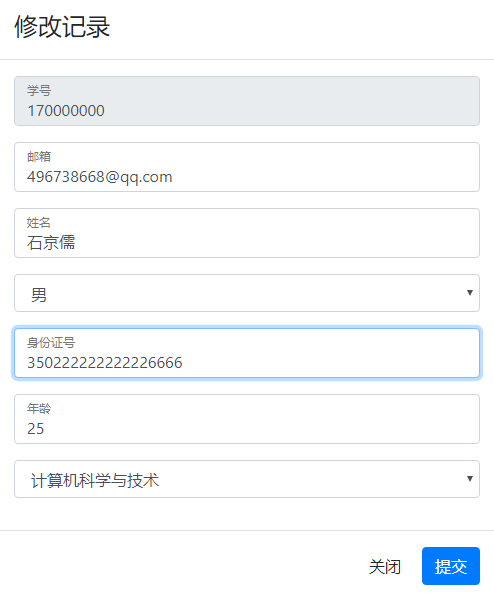 修改记录
学号
170000000
邮箱
496738668@qq.com
姓名
石京儒
男
身份证号
350222222222226666
年龄
25
计算机科学与技术
关闭
提交